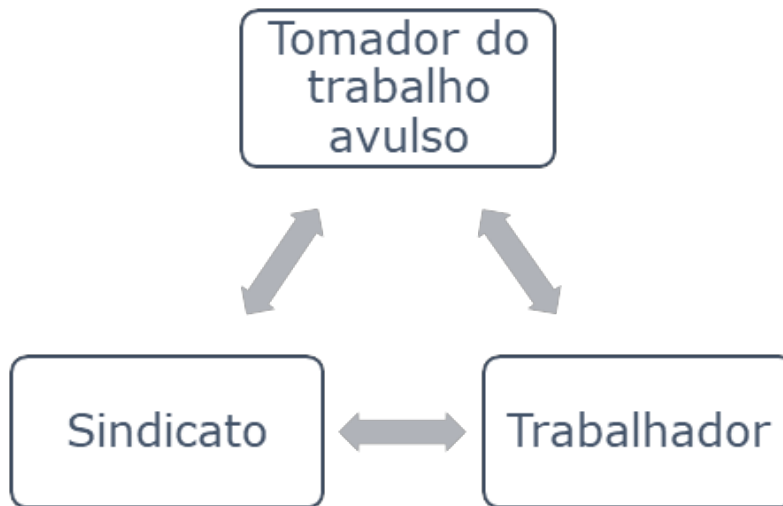 Tomador do
trabalho
avulso
Sindicato
Trabalhador